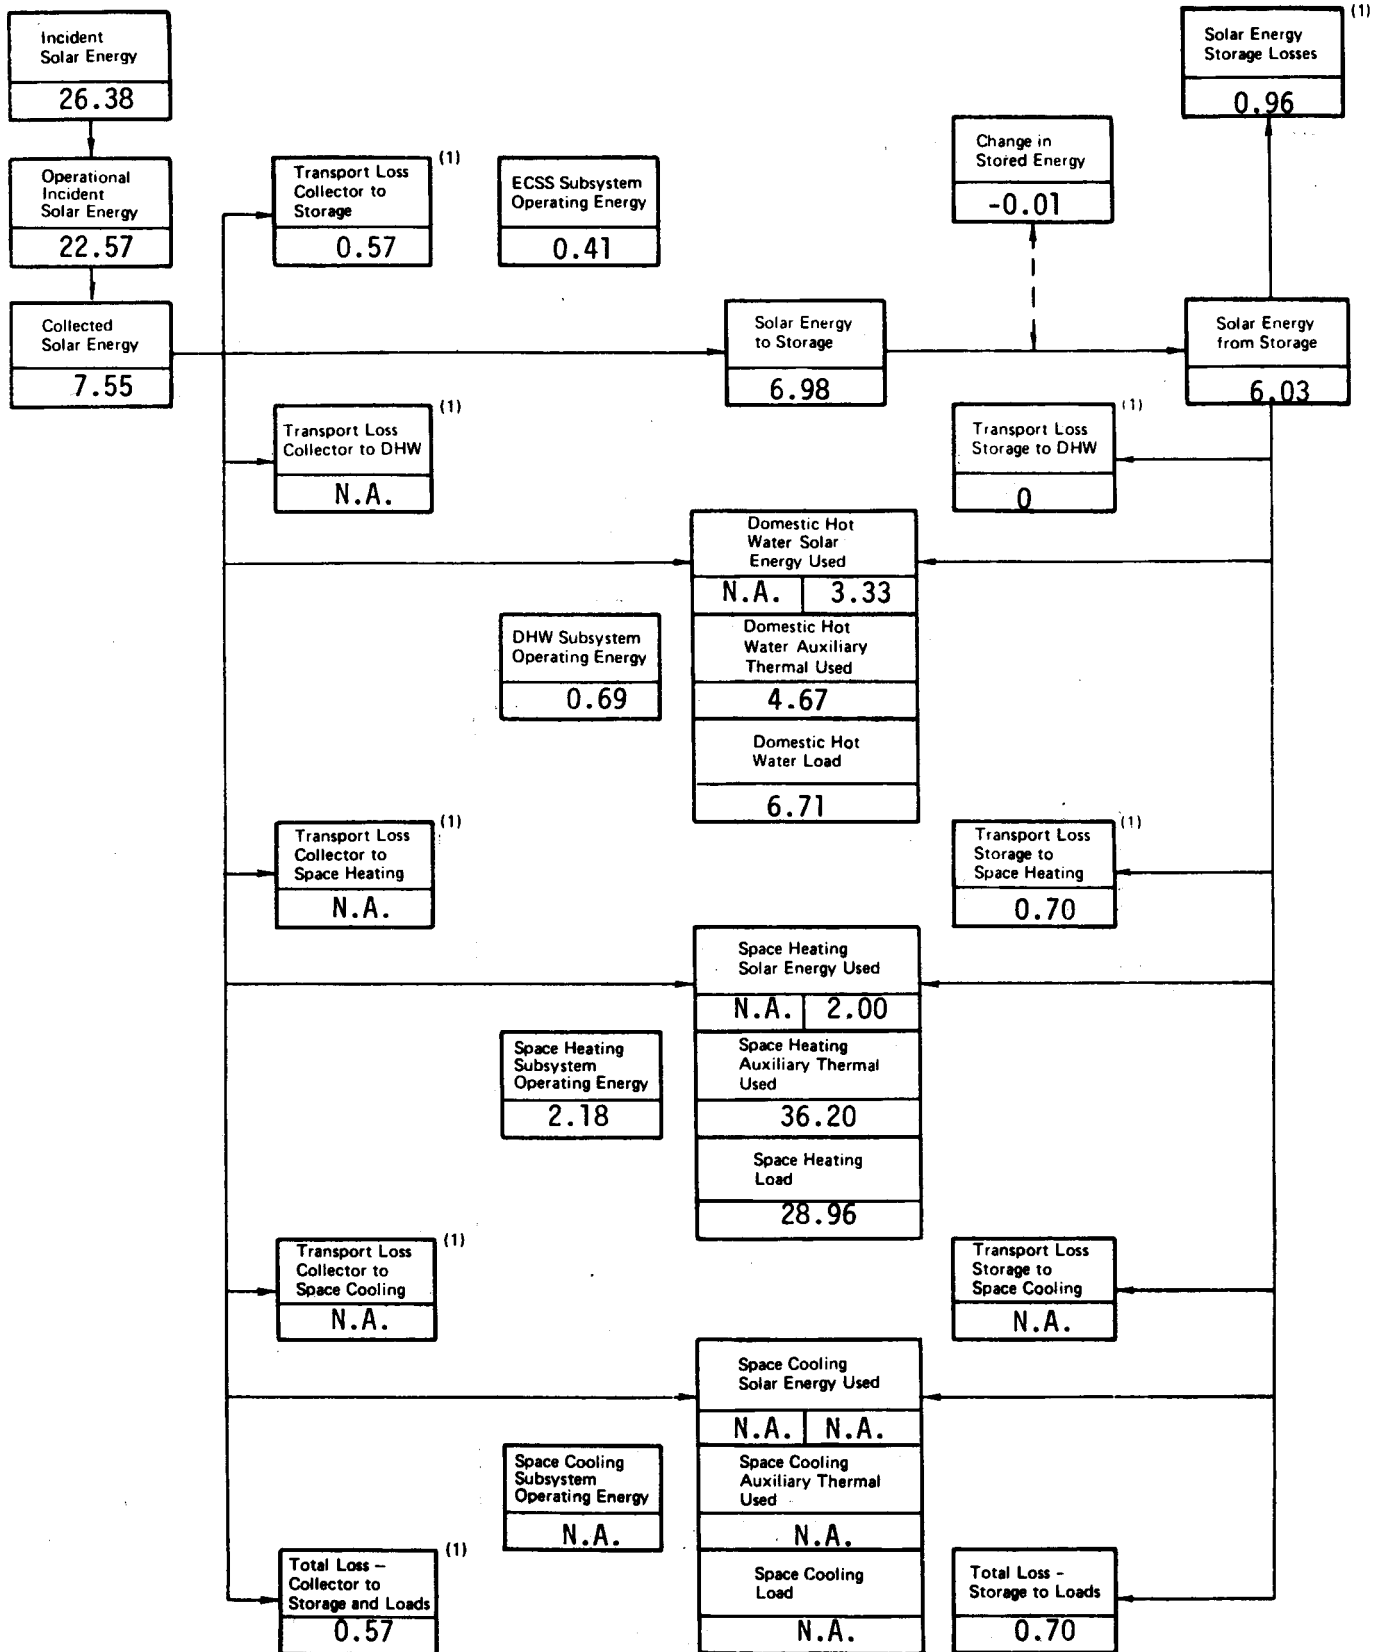 Incident
Solar Energy
26.38
Operational
Incident
Solar Energy
22.57
Collected
Solar Energy
7.55
(1)
Transport Loss
Collector to
Storage
0.57
ECSS Subsystem
Operating Energy
0.41
Solar Energy
to Storage
6.98
Change in
Stored Energy
-0.01
(1)
Solar Energy
Storage Losses
0.96
Solar Energy
from Storage
6.03
(1)
Transport Loss
Collector to DHW
N.A.
(1)
Transport Loss
Storage to DHW
0
Domestic Hot
Water Solar
Energy Used
N.A. 3.33
Domestic Hot
Water Auxiliary
Thermal Used
4.67
Domestic Hot
Water Load
6.71
DHW Subsystem
Operating Energy
0.69
(1)
Transport Loss
Collector to
Space Heating
N.A.
(1)
Transport Loss
Storage to
Space Heating
0.70
Space Heating
Solar Energy Used
N.A. 2.00
Space Heating
Auxiliary Thermal
Used
36.20
Space Heating
Load
28.96
Space Heating
Subsystem
Operating Energy
2.18
(1)
Transport Loss
Collector to
Space Cooling
N.A.
Transport Loss
Storage to
Space Cooling
N.A.
Space Cooling
Solar Energy Used
N.A. N.A.
Space Cooling
Auxiliary Thermal
Used
N.A.
Space Cooling
Load
N.A.
Space Cooling
Subsystem
Operating Energy
N.A.
(1)
Total Loss –
Collector to
Storage and Loads
0.57
Total Loss -
Storage to Loads
0.70